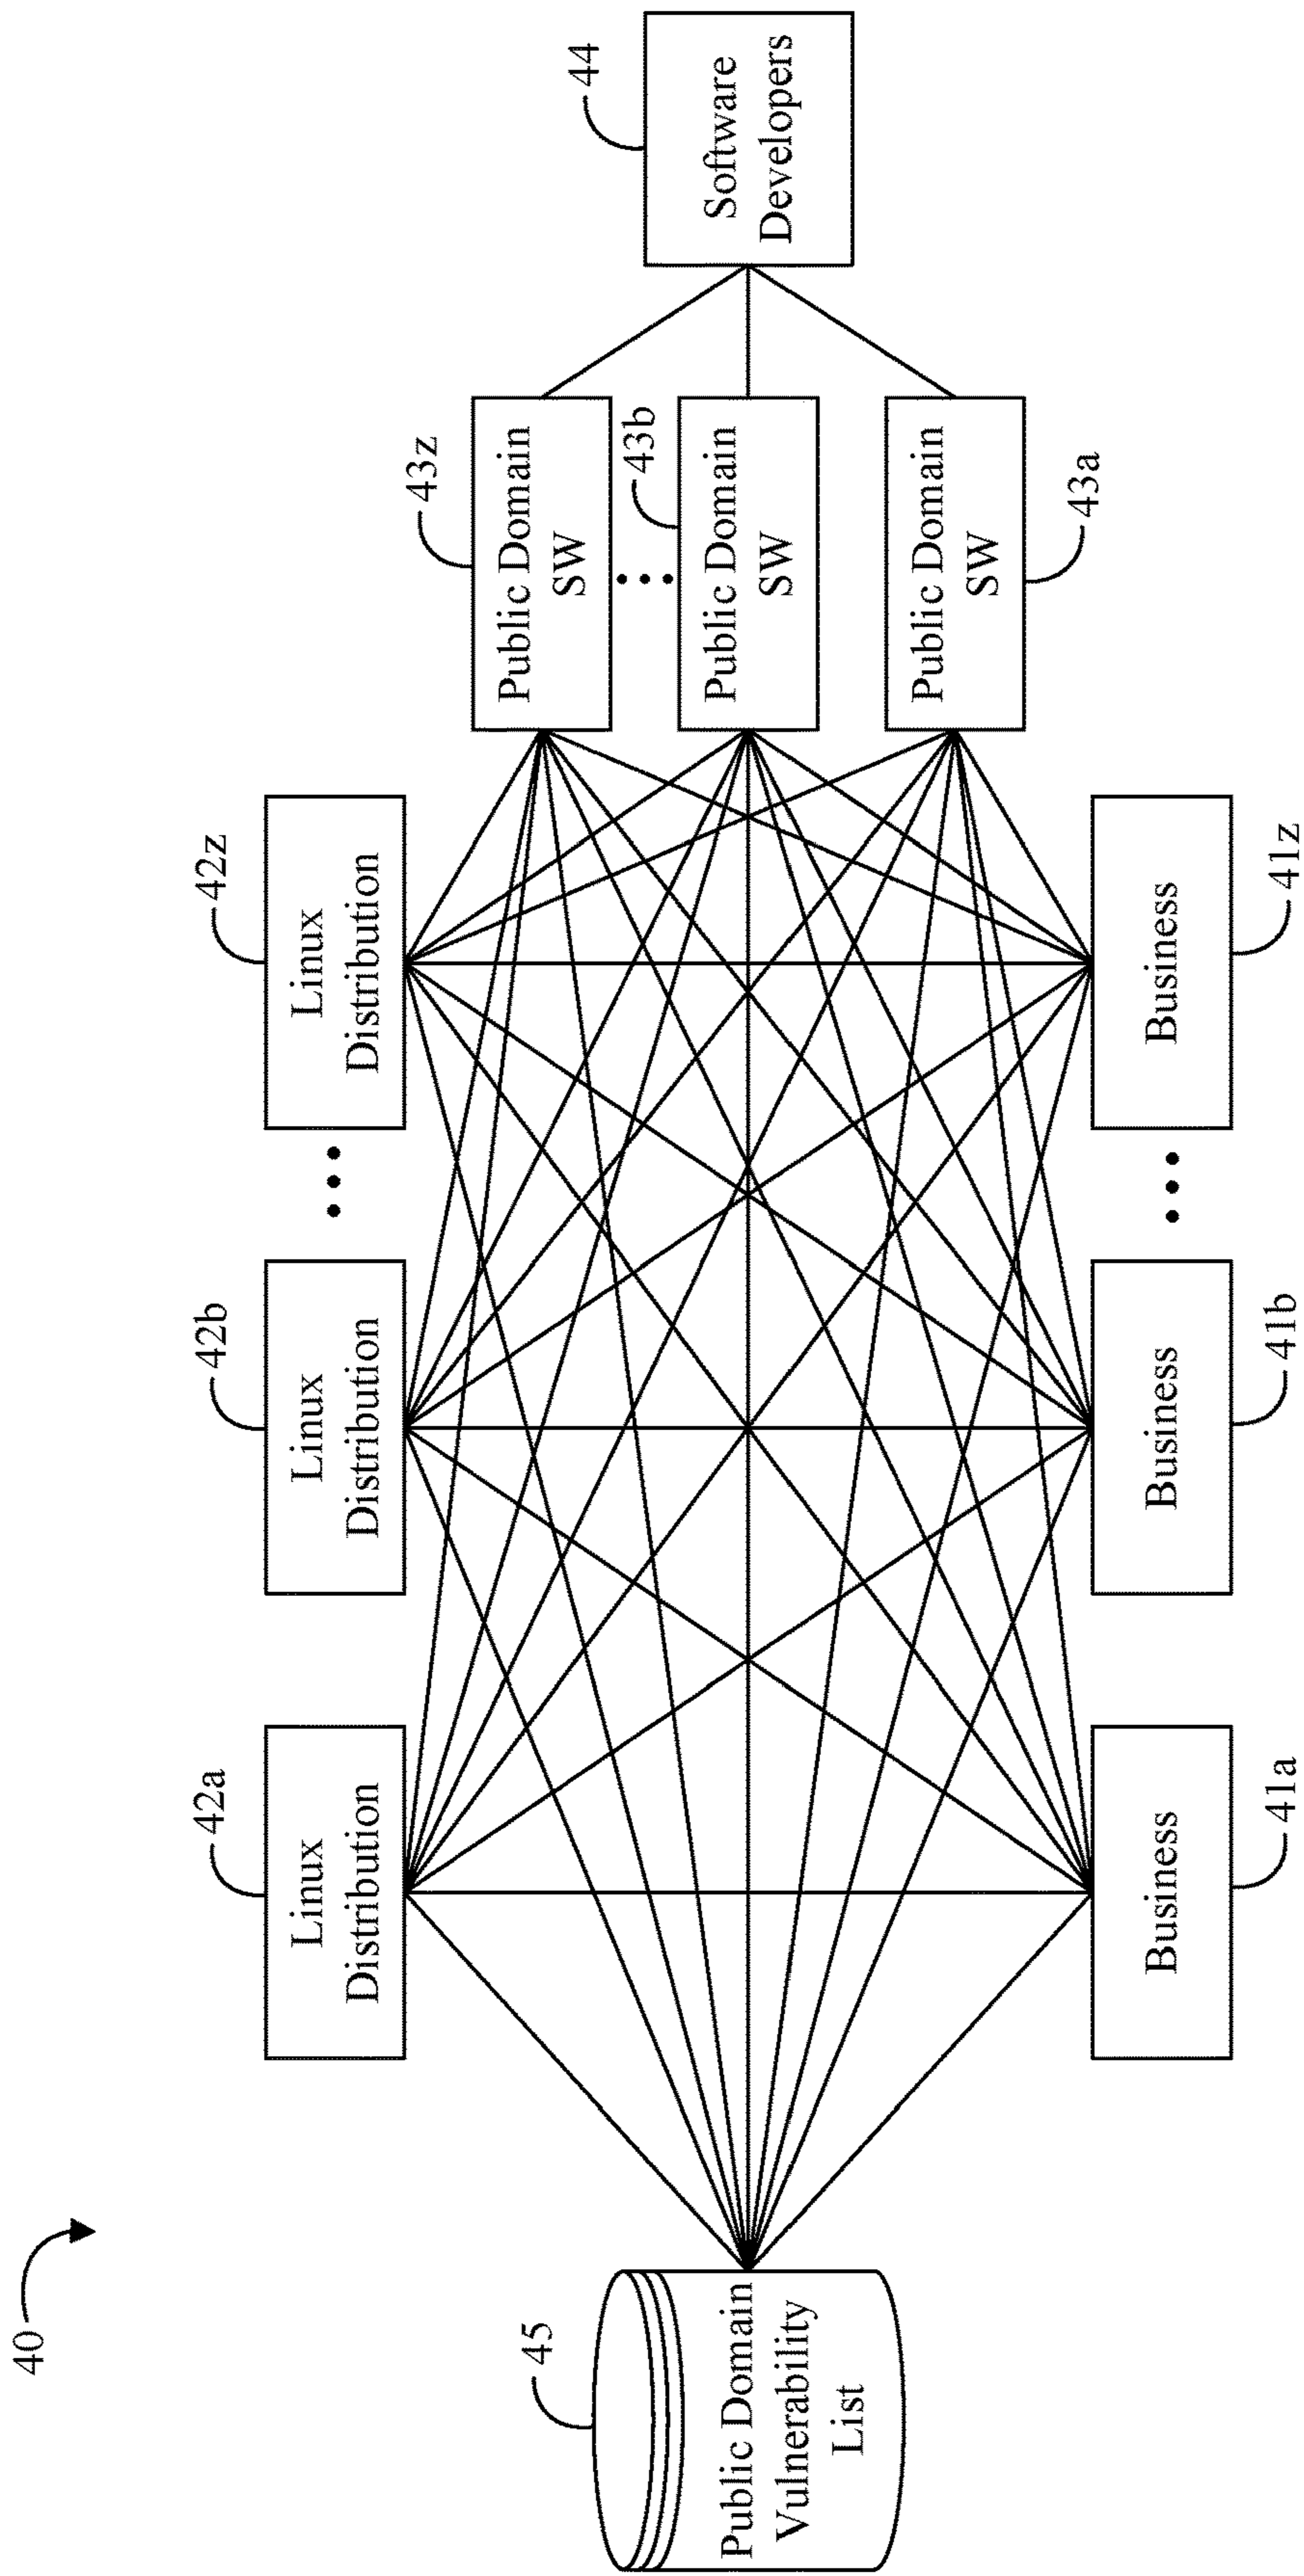 40
45
Public Domain
Vulnerability
List
42a
Linux
Distribution
42b
Linux
Distribution
42z
Linux
Distribution
41a
Business
41b
Business
41z
Business
43z
Public Domain
SW
43b
Public Domain
SW
43a
Public Domain
SW
44
Software
Developers